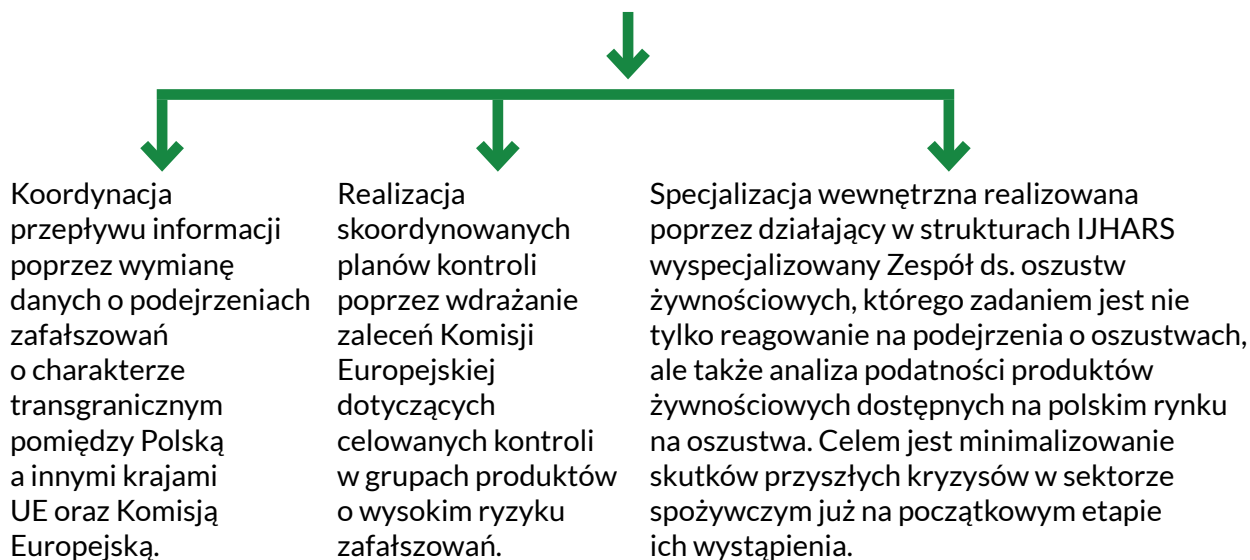 Koordynacja
przepływu informacji
poprzez wymianę
danych o podejrzeniach
zafałszowań
o charakterze
transgranicznym
pomiędzy Polską
a innymi krajami
UE oraz Komisją
Europejską.
Realizacja
skoordynowanych
planów kontroli
poprzez wdrażanie
zaleceń Komisji
Europejskiej
dotyczących
celowanych kontroli
w grupach produktów
o wysokim ryzyku
zafałszowań.
Specjalizacja wewnętrzna realizowana
poprzez działający w strukturach IJHARS
wyspecjalizowany Zespół ds. oszustw
żywnościowych, którego zadaniem jest nie
tylko reagowanie na podejrzenia o oszustwach,
ale także analiza podatności produktów
żywnościowych dostępnych na polskim rynku
na oszustwa. Celem jest minimalizowanie
skutków przyszłych kryzysów w sektorze
spożywczym już na początkowym etapie
ich wystąpienia.